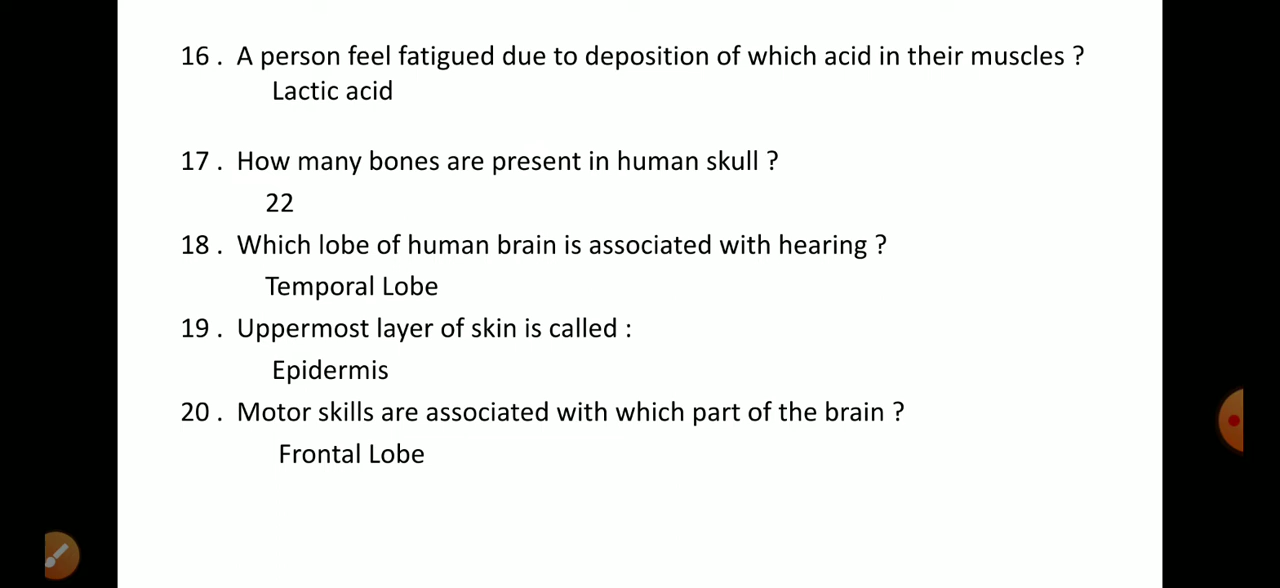 16 . A person feel fatigued due to deposition of which acid in their muscles ?
Lactic acid
17 . How many bones are present in human skull ?
22
18 . Which lobe of human brain is associated with hearing ?
Temporal Lobe
19 . Uppermost layer of skin is called :
Epidermis
20 . Motor skills are associated with which part of the brain ?
Frontal Lobe